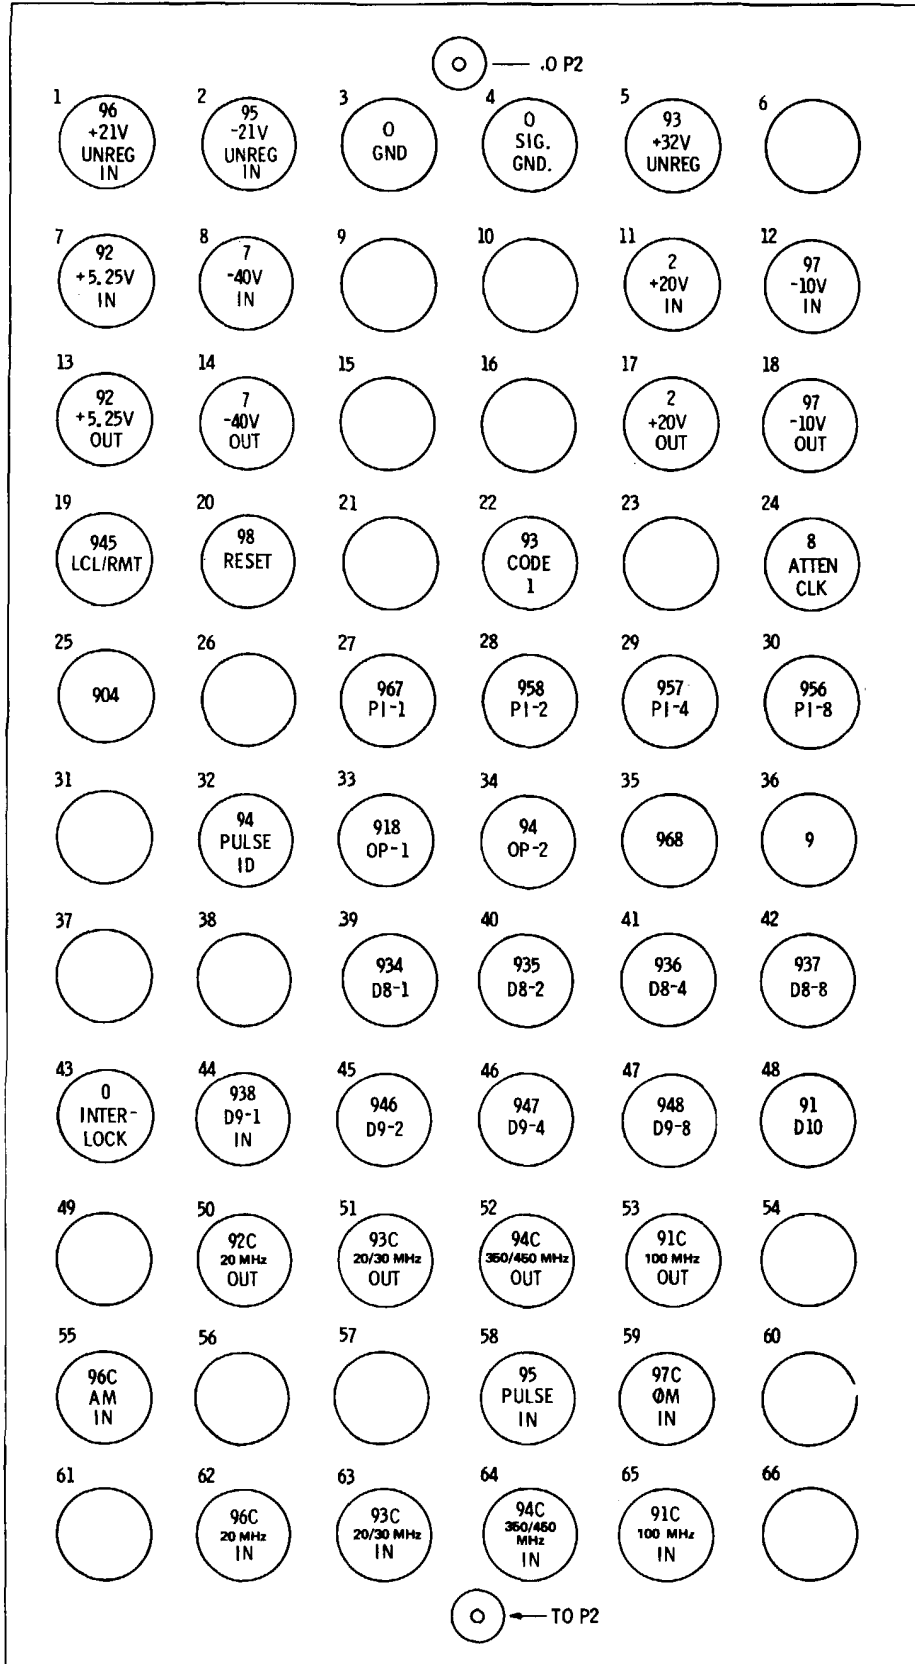 .O P2
1 2 3 4 5 6
96 +21V UNREG IN
95 -21V UNREG IN
0 GND
0 SIG. GND.
93 +32V UNREG
7 8 9 10 11 12
92 +5.25V IN
7 -40V IN
2 +20V IN
97 -10V IN
13 14 15 16 17 18
92 +5.25V OUT
7 -40V OUT
2 +20V OUT
97 -10V OUT
19 20 21 22 23 24
945 LCL/RMT
98 RESET
93 CODE 1
8 ATTEN CLK
25 26 27 28 29 30
904
967 PI-1
958 PI-2
957 PI-4
956 PI-8
31 32 33 34 35 36
94 PULSE ID
918 OP-1
94 OP-2
968
9
37 38 39 40 41 42
934 D8-1
935 D8-2
936 D8-4
937 D8-8
43 44 45 46 47 48
0 INTER-LOCK
938 D9-1 IN
946 D9-2
947 D9-4
948 D9-8
91 D10
49 50 51 52 53 54
92C 20 MHz OUT
93C 20/30 MHz OUT
94C 350/450 MHz OUT
91C 100 MHz OUT
55 56 57 58 59 60
96C AM IN
95 PULSE IN
97C ØM IN
61 62 63 64 65 66
96C 20 MHz IN
93C 20/30 MHz IN
94C 350/450 MHz IN
91C 100 MHz IN
TO P2